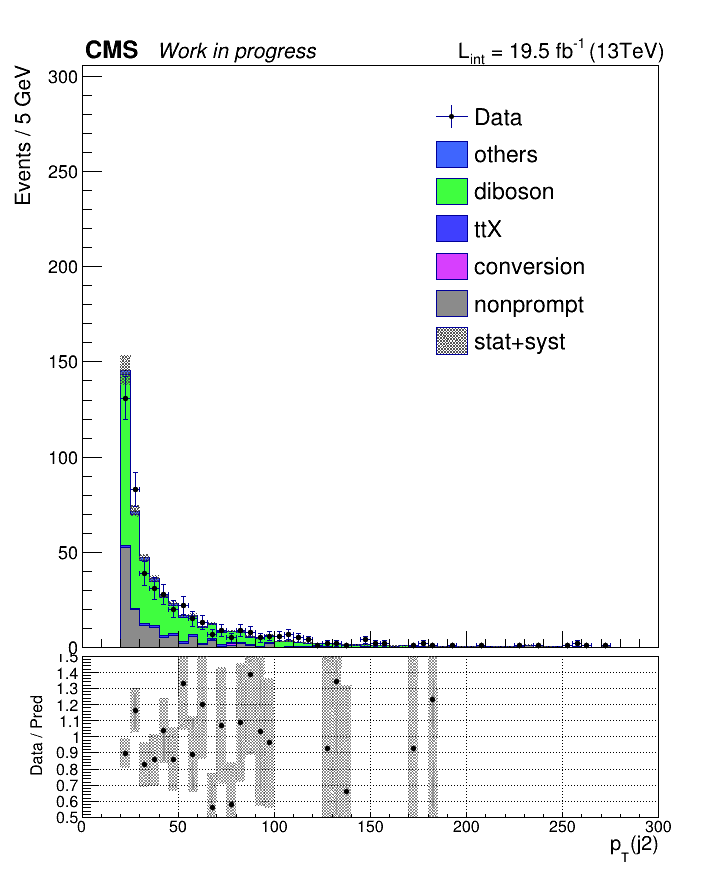 CMS Work in progress L_int = 19.5 fb^-1 (13TeV)
Events / 5 GeV
300
250
200
150
100
50
0
Data
others
diboson
ttX
conversion
nonprompt
stat+syst
Data / Pred
1.5
1.4
1.3
1.2
1.1
1
0.9
0.8
0.7
0.6
0.5
0 50 100 150 200 250 300
p_T(j2)